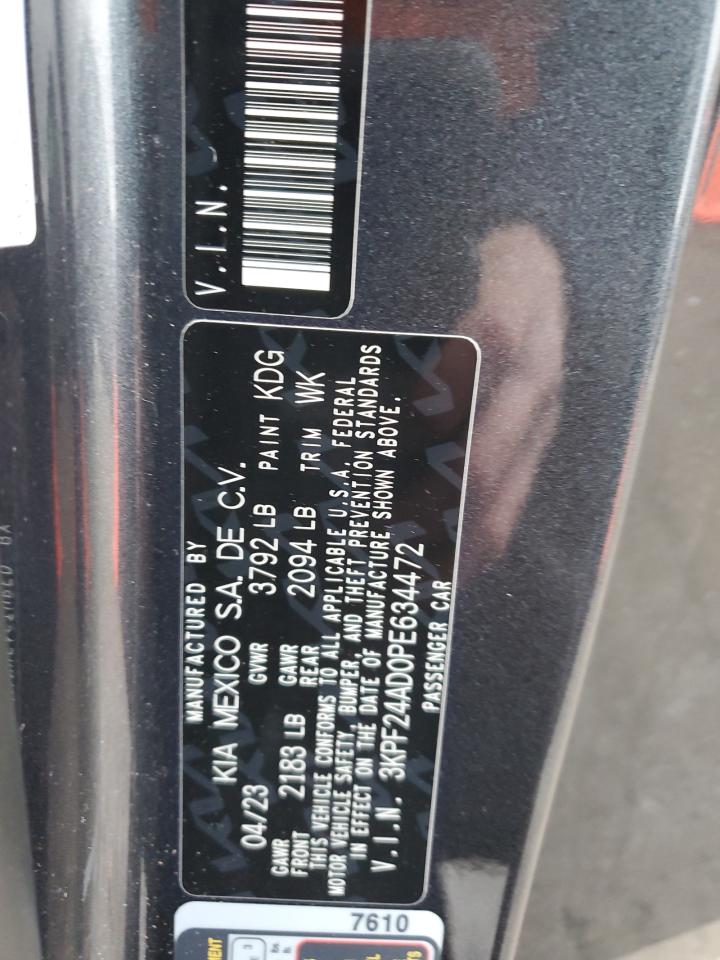 V.I.N.
MANUFACTURED BY
KIA MEXICO S.A. DE C.V.
04/23 GVWR 3792 LB PAINT KDG
GAWR FRONT 2183 LB GAWR REAR 2094 LB TRIM WK
THIS VEHICLE CONFORMS TO ALL APPLICABLE U.S.A. FEDERAL
MOTOR VEHICLE SAFETY, BUMPER, AND THEFT PREVENTION STANDARDS
IN EFFECT ON THE DATE OF MANUFACTURE SHOWN ABOVE.
V.I.N. 3KPF24AD0PE634472
PASSENGER CAR
7610